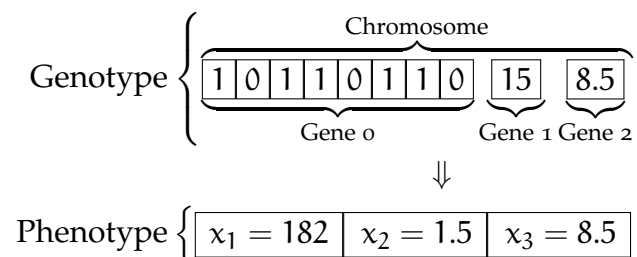 Chromosome
Genotype { 1 0 1 1 0 1 1 0 15 8.5
Gene 0 Gene 1 Gene 2
⇓
Phenotype { x₁ = 182 x₂ = 1.5 x₃ = 8.5